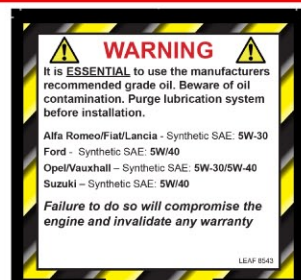 WARNING
It is ESSENTIAL to use the manufacturers
recommended grade oil. Beware of oil
contamination. Purge lubrication system
before installation.
Alfa Romeo/Fiat/Lancia - Synthetic SAE: 5W-30
Ford - Synthetic SAE: 5W/40
Opel/Vauxhall – Synthetic SAE: 5W-30/5W-40
Suzuki – Synthetic SAE: 5W/40
Failure to do so will compromise the
engine and invalidate any warranty
LEAF 8543